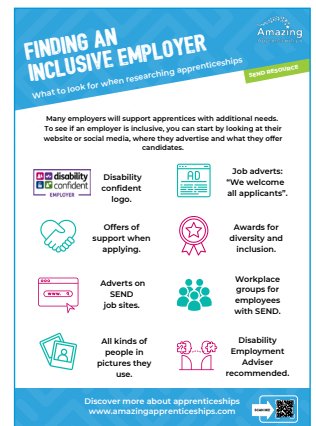 Amazing
Apprenticeships
FINDING AN
INCLUSIVE EMPLOYER
What to look for when researching apprenticeships
SEND RESOURCE
Many employers will support apprentices with additional needs.
To see if an employer is inclusive, you can start by looking at their
website or social media, where they advertise and what they offer
candidates.
disability
confident
EMPLOYER
Disability
confident
logo.
AD
Job adverts:
"We welcome
all applicants".
Offers of
support when
applying.
Awards for
diversity and
inclusion.
Adverts on
SEND
job sites.
www.
Workplace
groups for
employees
with SEND.
All kinds of
people in
pictures they
use.
Disability
Employment
Adviser
recommended.
Discover more about apprenticeships
www.amazingapprenticeships.com
SCAN ME